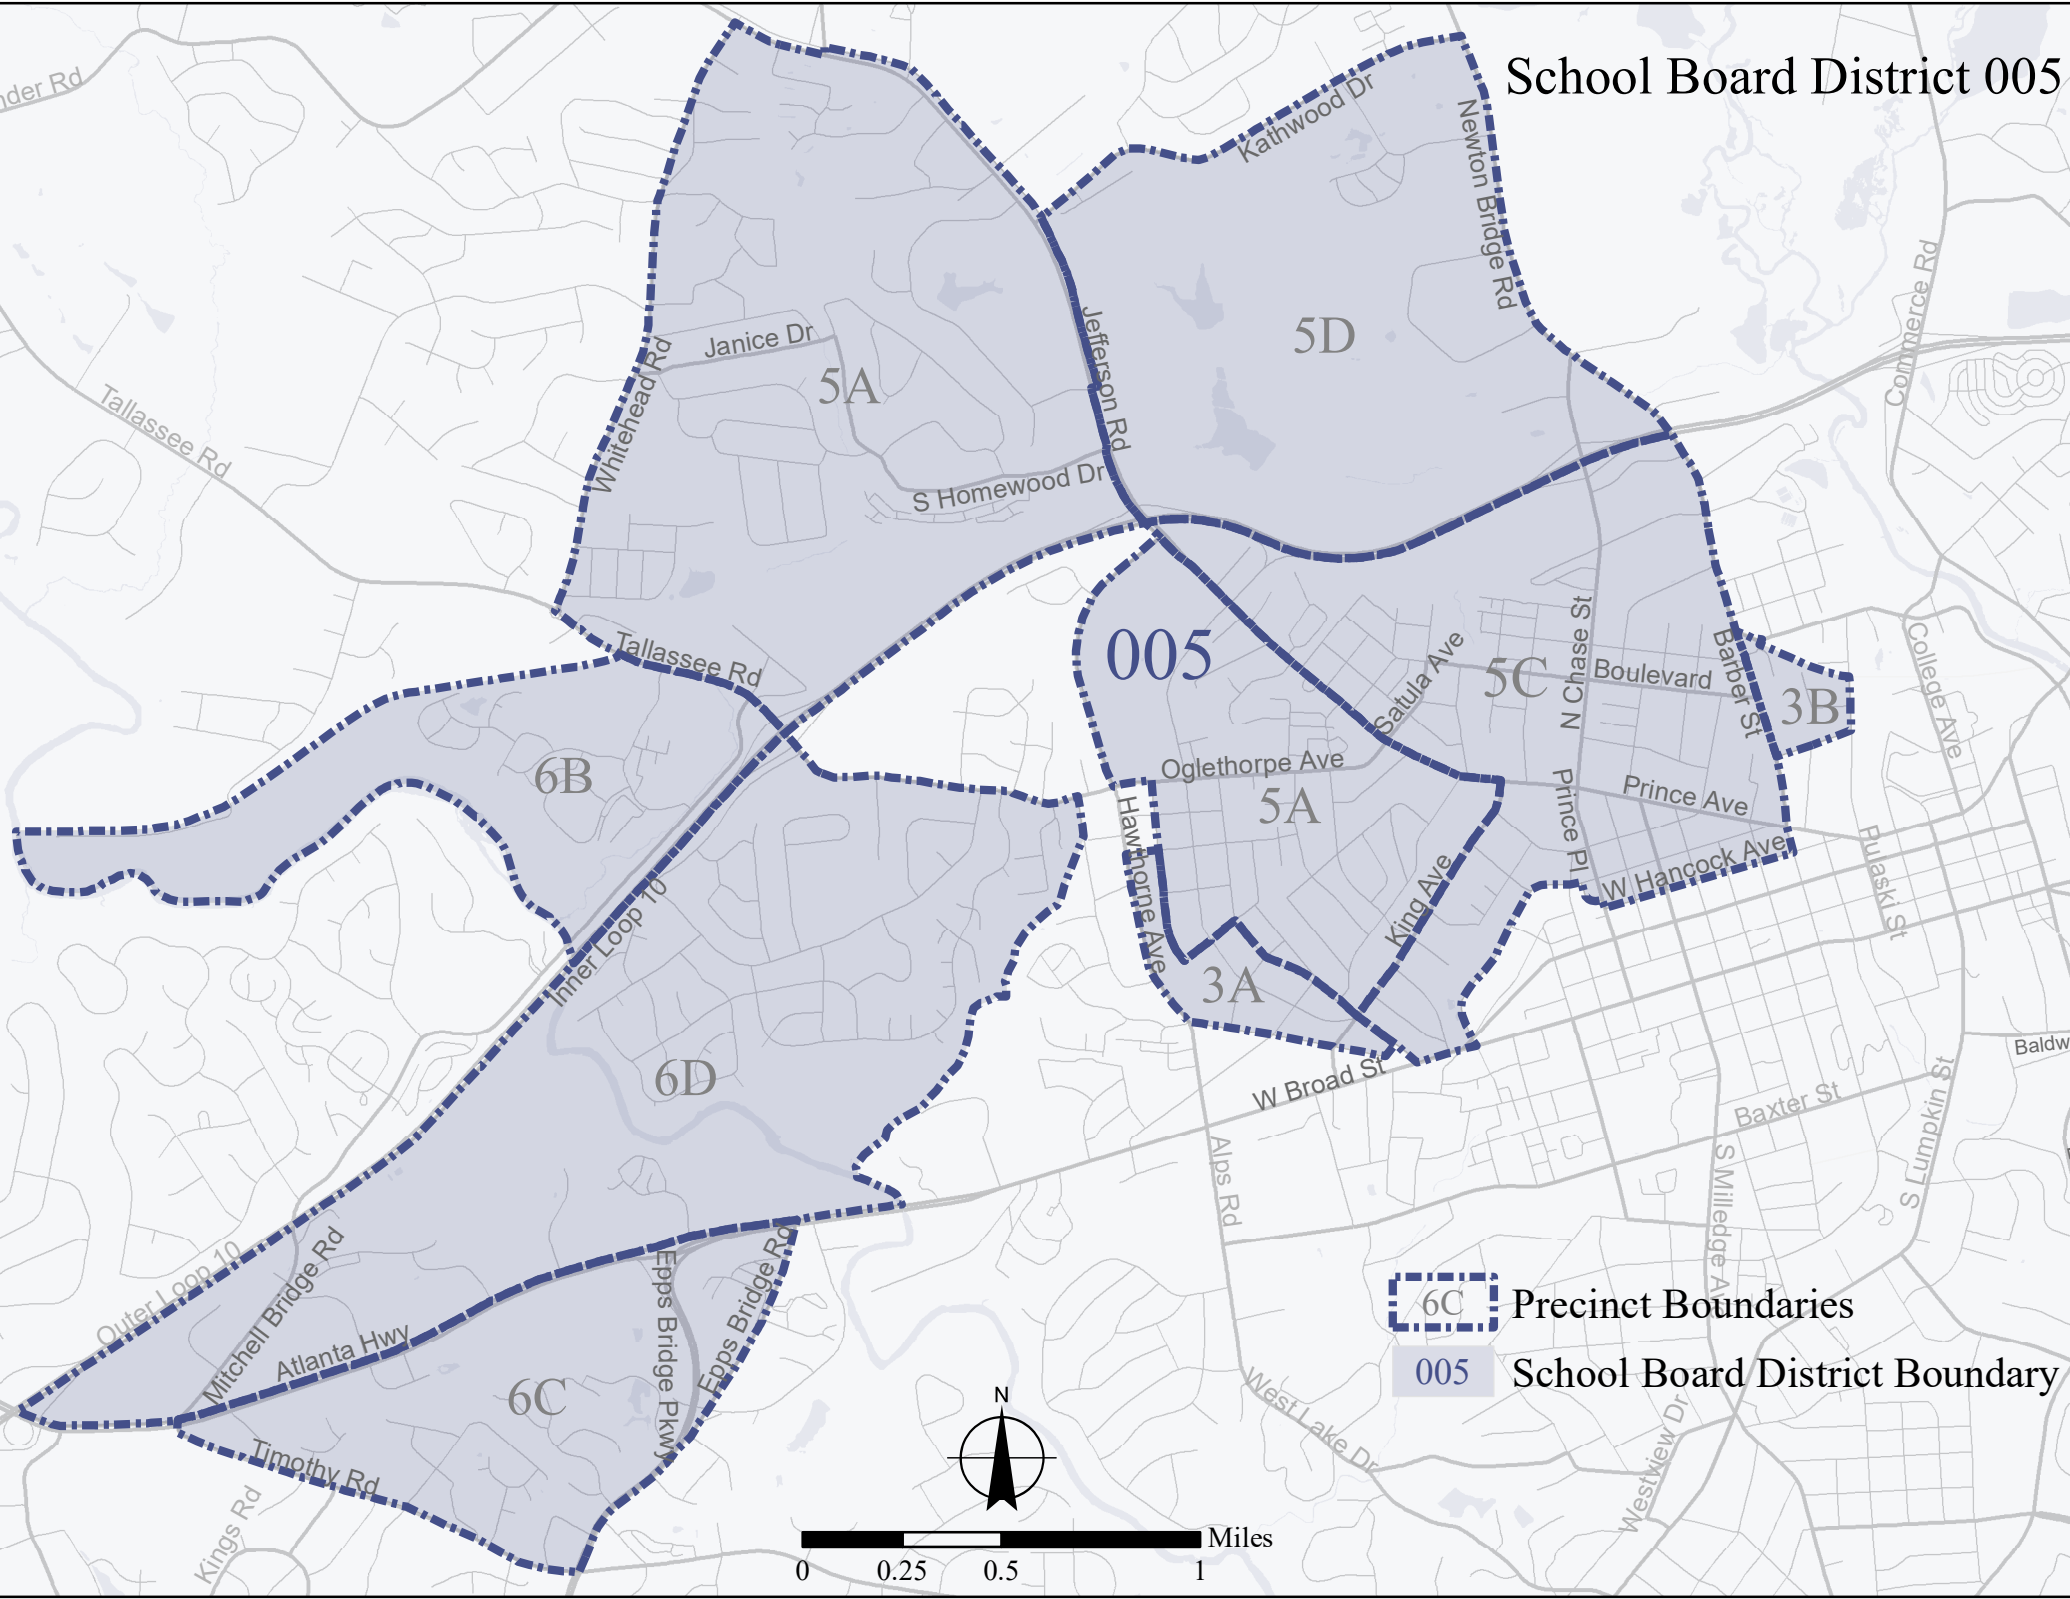 School Board District 005
nder Rd
Kathwood Dr
Newton Bridge Rd
Commerce Rd
Jefferson Rd
Janice Dr
5D
5A
Whitehead Rd
Tallassee Rd
S Homewood Dr
Tallassee Rd
005
Satula Ave
5C
N Chase St
Boulevard
Barber St
3B
College Ave
6B
Oglethorpe Ave
5A
Hawthorne Ave
Prince Pl
Prince Ave
W Hancock Ave
Pulaski St
King Ave
Inner Loop 10
3A
6D
W Broad St
Baldw
Baxter St
S Lumpkin St
Alps Rd
S Milledge Ave
Outer Loop 10
Mitchell Bridge Rd
Atlanta Hwy
Epps Bridge Pkwy
Epps Bridge Rd
6C
Timothy Rd
Kings Rd
West Lake Dr
Westview Dr
6C Precinct Boundaries
005 School Board District Boundary
N
Miles
0 0.25 0.5 1